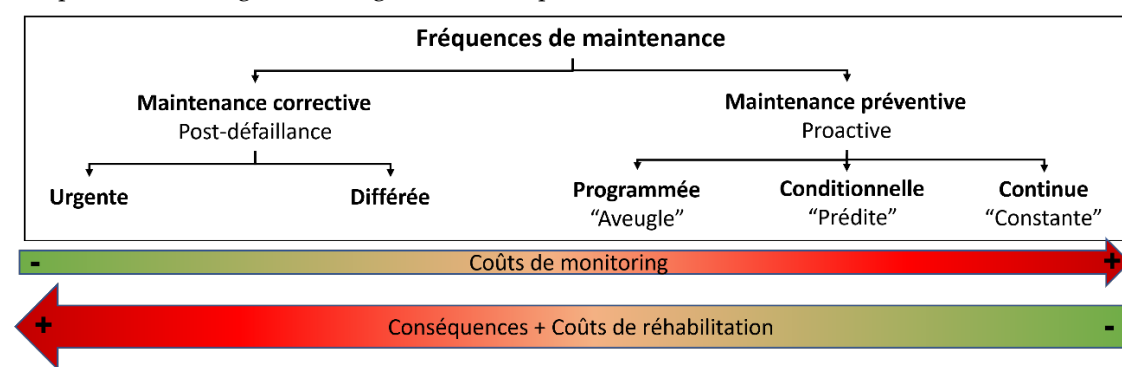 Fréquences de maintenance
Maintenance corrective
Post-défaillance
Maintenance préventive
Proactive
Urgente
Différée
Programmée
“Aveugle”
Conditionnelle
“Prédite”
Continue
“Constante”
- Coûts de monitoring +
+ Conséquences + Coûts de réhabilitation -